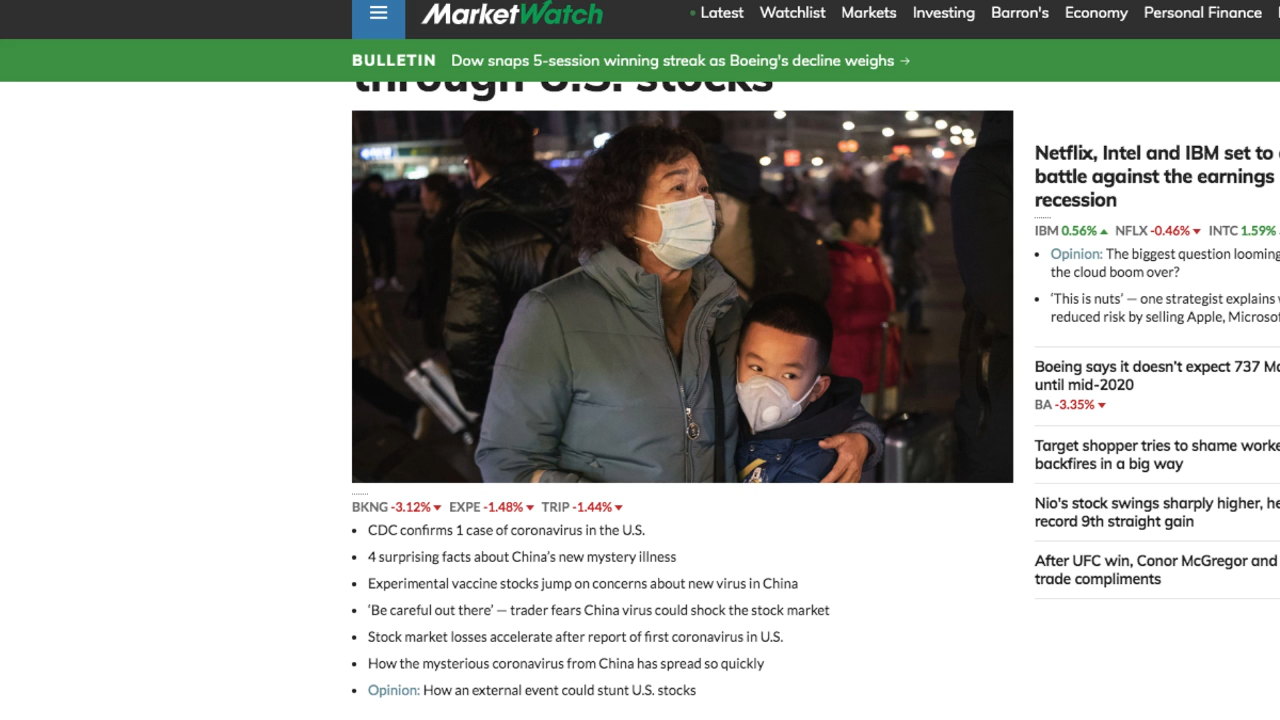 MarketWatch
Latest Watchlist Markets Investing Barron's Economy Personal Finance
BULLETIN Dow snaps 5-session winning streak as Boeing's decline weighs →
through U.S. stocks
BKNG -3.12% EXPE -1.48% TRIP -1.44%
• CDC confirms 1 case of coronavirus in the U.S.
• 4 surprising facts about China's new mystery illness
• Experimental vaccine stocks jump on concerns about new virus in China
• 'Be careful out there' — trader fears China virus could shock the stock market
• Stock market losses accelerate after report of first coronavirus in U.S.
• How the mysterious coronavirus from China has spread so quickly
• Opinion: How an external event could stunt U.S. stocks
Netflix, Intel and IBM set to
battle against the earnings
recession
IBM 0.56% NFLX -0.46% INTC 1.59%
• Opinion: The biggest question looming
the cloud boom over?
• 'This is nuts' — one strategist explains
reduced risk by selling Apple, Microsof
Boeing says it doesn't expect 737 Ma
until mid-2020
BA -3.35%
Target shopper tries to shame worke
backfires in a big way
Nio's stock swings sharply higher, he
record 9th straight gain
After UFC win, Conor McGregor and
trade compliments